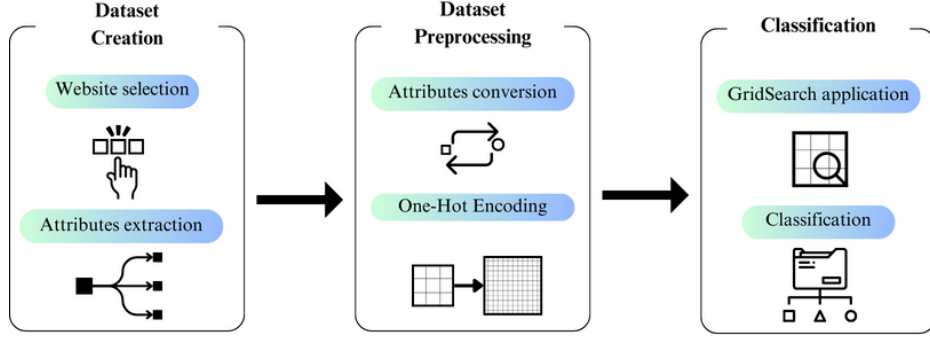 Dataset
Creation
Website selection
Attributes extraction
Dataset
Preprocessing
Attributes conversion
One-Hot Encoding
Classification
GridSearch application
Classification